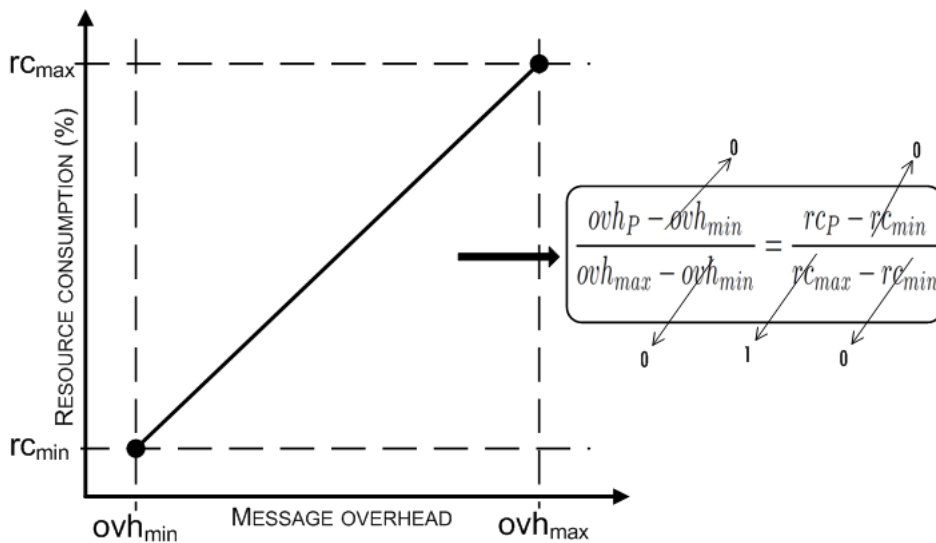 rc_max
RESOURCE CONSUMPTION (%)
rc_min
ovh_min
MESSAGE OVERHEAD
ovh_max
0 0
ovh_P − ovh_min / ovh_max − ovh_min = rc_P − rc_min / rc_max − rc_min
0 1 0